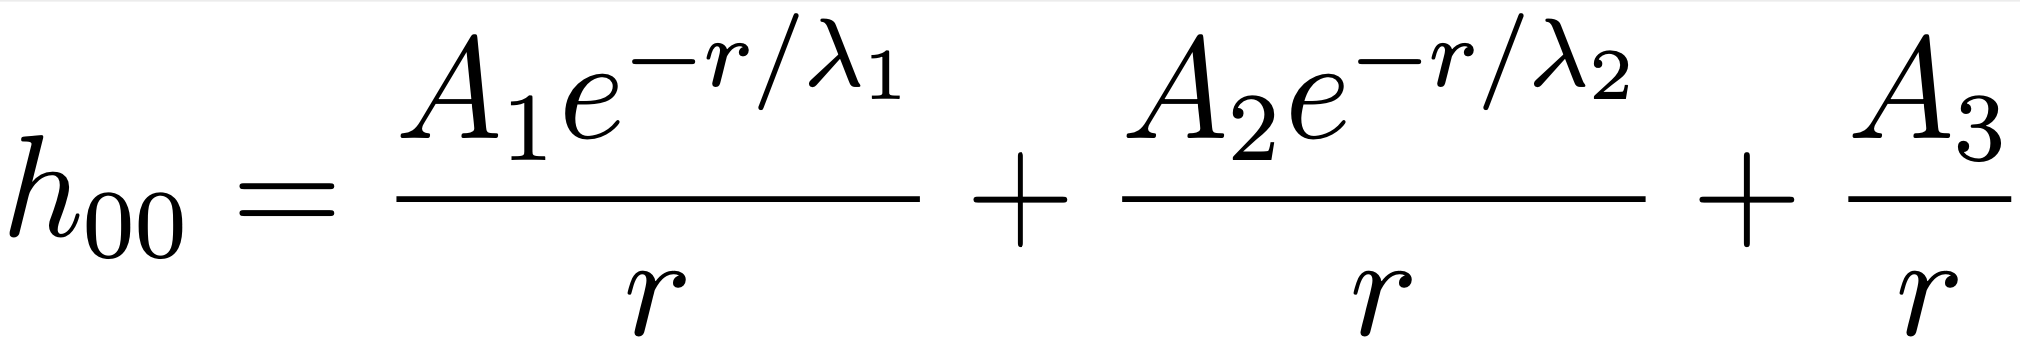 h_{00} = \frac{A_1 e^{-r/\lambda_1}}{r} + \frac{A_2 e^{-r/\lambda_2}}{r} + \frac{A_3}{r}